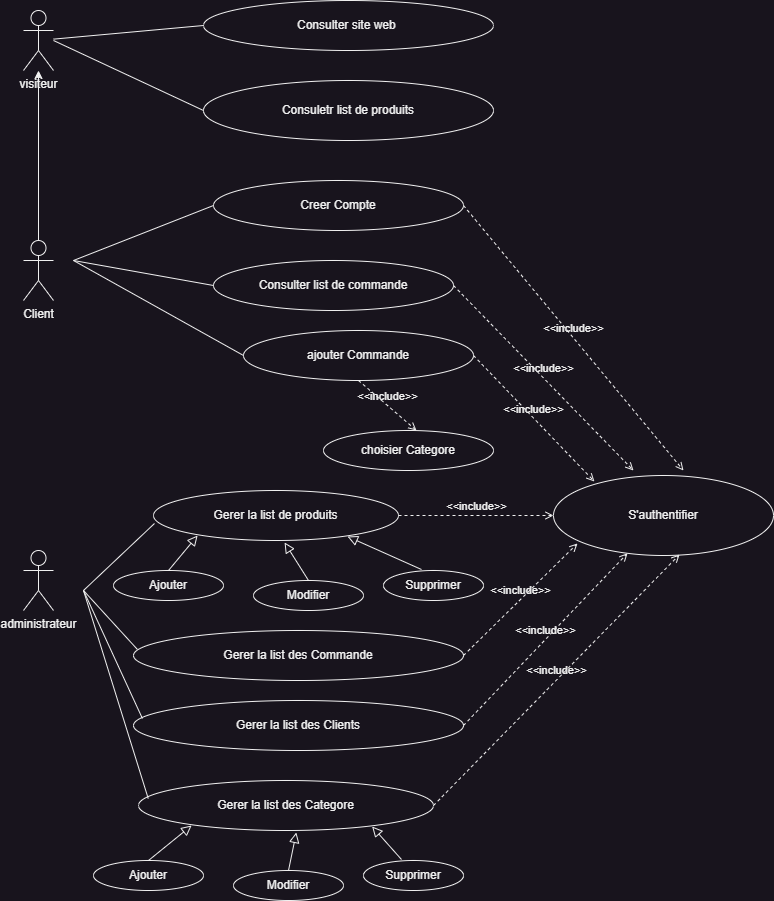 Consulter site web
visiteur
Consuletr list de produits
Creer Compte
Consulter list de commande
Client
<<include>>
ajouter Commande
<<include>>
<<include>>
<<include>>
choisier Categore
<<include>>
Gerer la list de produits
S'authentifier
Ajouter
Modifier
Supprimer
<<include>>
administrateur
<<include>>
Gerer la list des Commande
<<include>>
Gerer la list des Clients
Gerer la list des Categore
Ajouter
Modifier
Supprimer